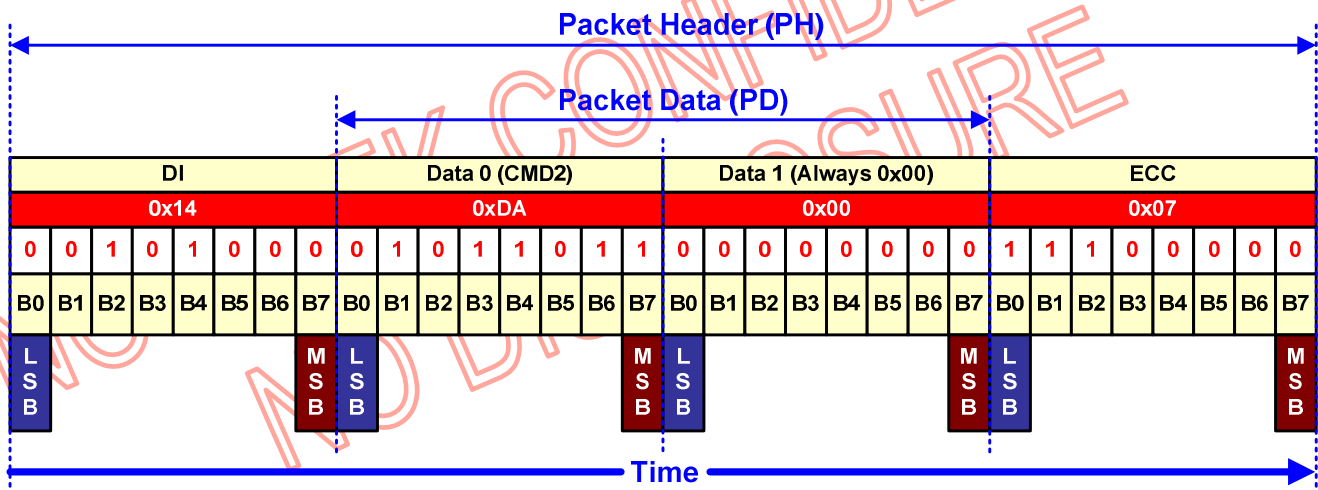 Packet Header (PH)
Packet Data (PD)
DI Data 0 (CMD2) Data 1 (Always 0x00) ECC
0x14 0xDA 0x00 0x07
0 0 1 0 1 0 0 0 0 1 0 1 1 0 1 1 0 0 0 0 0 0 0 0 1 1 1 0 0 0 0 0
B0 B1 B2 B3 B4 B5 B6 B7 B0 B1 B2 B3 B4 B5 B6 B7 B0 B1 B2 B3 B4 B5 B6 B7 B0 B1 B2 B3 B4 B5 B6 B7
LSB MSB LSB MSB LSB MSB LSB MSB
Time